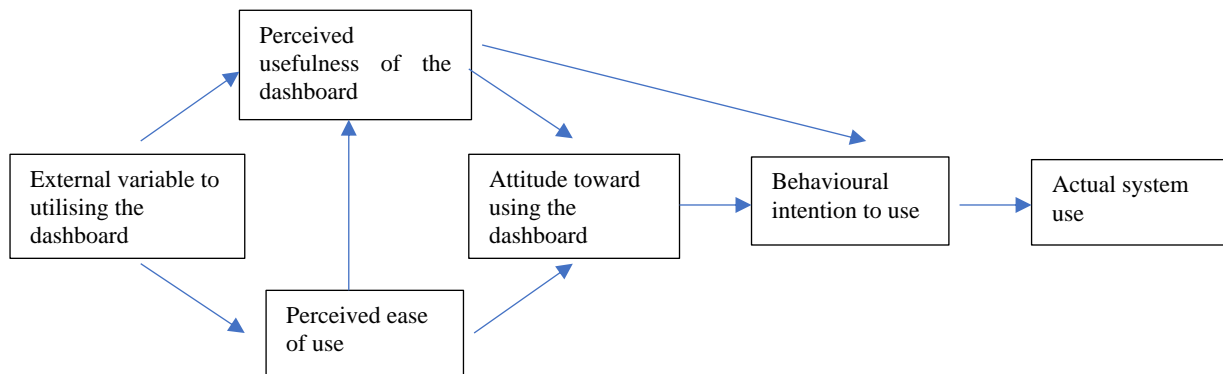 Perceived
usefulness of the
dashboard
External variable to
utilising the
dashboard
Attitude toward
using the
dashboard
Behavioural
intention to use
Actual system
use
Perceived ease
of use